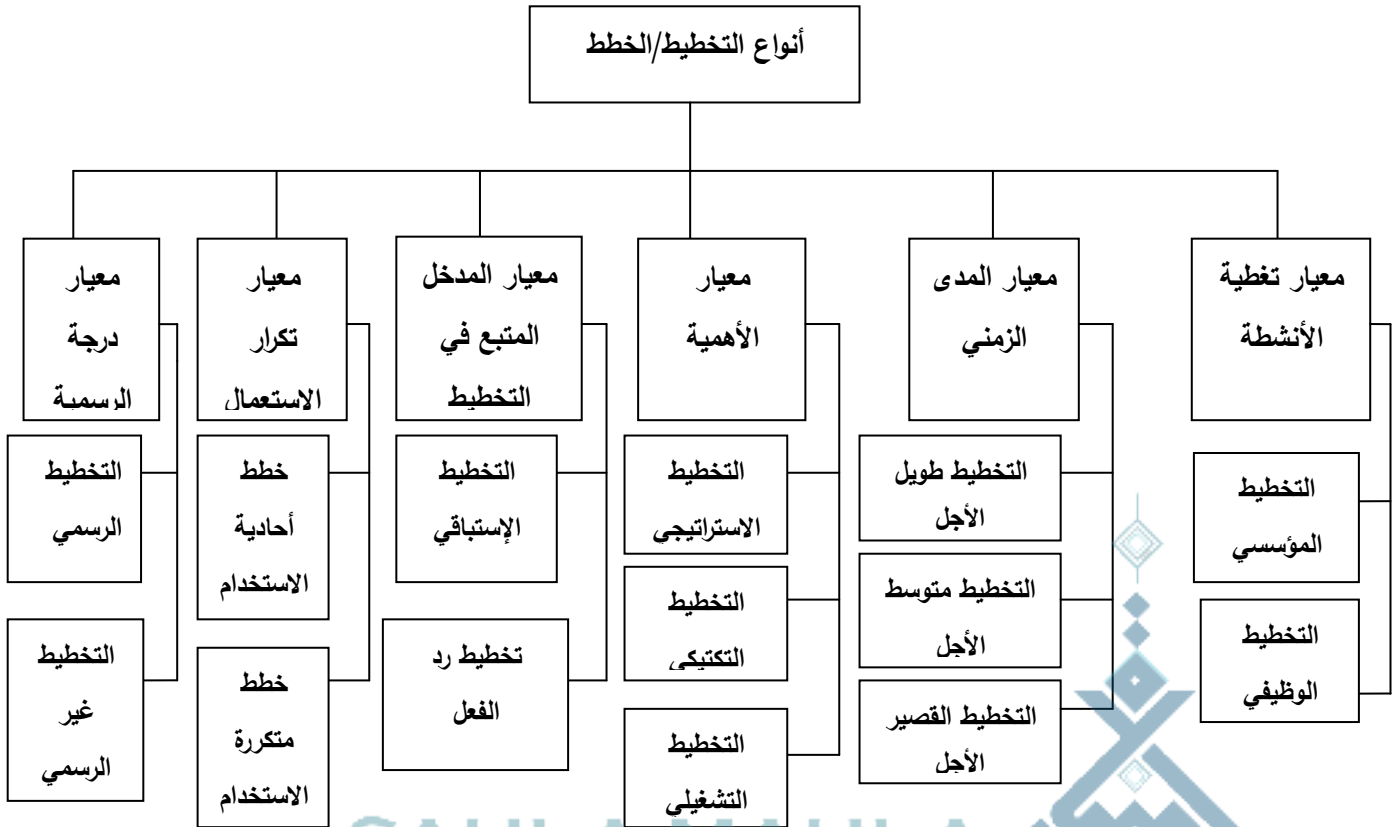 أنواع التخطيط/الخطط
معيار تغطية
الأنشطة
التخطيط
المؤسسي
التخطيط
الوظيفي
معيار المدى
الزمني
التخطيط طويل
الأجل
التخطيط متوسط
الأجل
التخطيط القصير
الأجل
معيار
الأهمية
التخطيط
الاستراتيجي
التخطيط
التكتيكي
التخطيط
التشغيلي
معيار المدخل
المتبع في
التخطيط
التخطيط
الإستباقي
تخطيط رد
الفعل
معيار
تكرار
الاستعمال
خطط
أحادية
الاستخدام
خطط
متكررة
الاستخدام
معيار
درجة
الرسمية
التخطيط
الرسمي
التخطيط
غير
الرسمي
SAHLA MAHLA